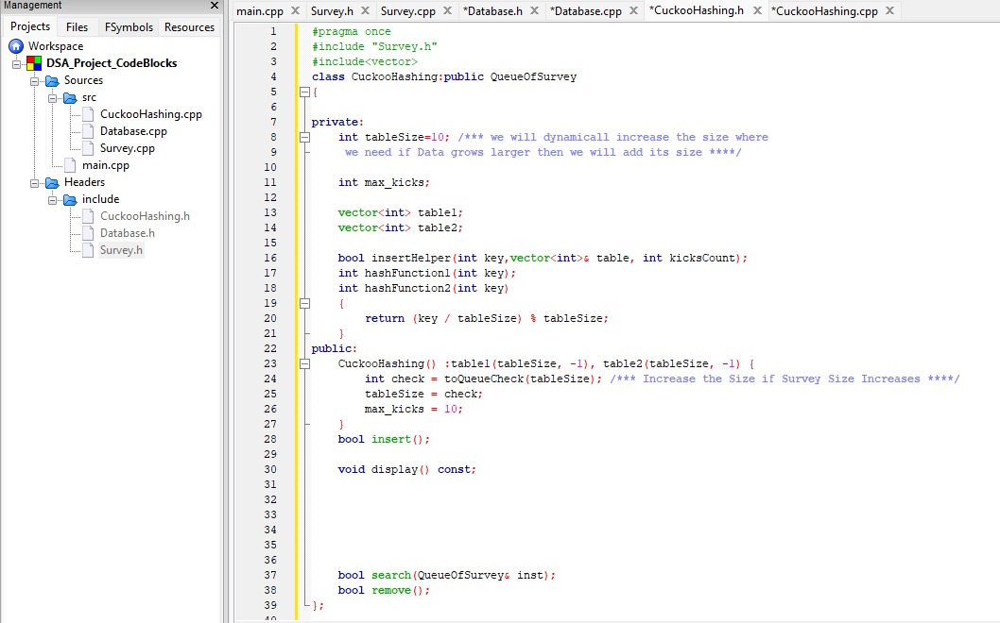 Management
Projects Files FSymbols Resources
Workspace
DSA_Project_CodeBlocks
Sources
src
CuckooHashing.cpp
Database.cpp
Survey.cpp
main.cpp
Headers
include
CuckooHashing.h
Database.h
Survey.h
main.cpp Survey.h Survey.cpp *Database.h *Database.cpp *CuckooHashing.h *CuckooHashing.cpp
1 #pragma once
2 #include "Survey.h"
3 #include<vector>
4 class CuckooHashing:public QueueOfSurvey
5 {
6
7 private:
8 int tableSize=10; /*** we will dynamicall increase the size where
9 we need if Data grows larger then we will add its size ****/
10
11 int max_kicks;
12
13 vector<int> table1;
14 vector<int> table2;
15
16 bool insertHelper(int key,vector<int>& table, int kicksCount);
17 int hashFunction1(int key);
18 int hashFunction2(int key)
19 {
20 return (key / tableSize) % tableSize;
21 }
22 public:
23 CuckooHashing() :table1(tableSize, -1), table2(tableSize, -1) {
24 int check = toQueueCheck(tableSize); /*** Increase the Size if Survey Size Increases ****/
25 tableSize = check;
26 max_kicks = 10;
27 }
28 bool insert();
29
30 void display() const;
31
32
33
34
35
36
37 bool search(QueueOfSurvey& inst);
38 bool remove();
39 };
40